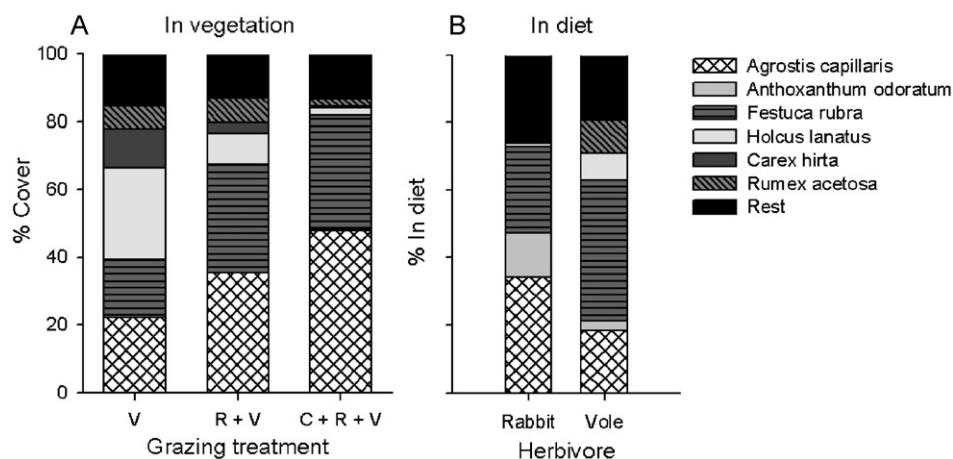 A In vegetation
B In diet
100
80
60
40
20
0
% Cover
V
R + V
C + R + V
Grazing treatment
% In diet
Rabbit
Vole
Herbivore
Agrostis capillaris
Anthoxanthum odoratum
Festuca rubra
Holcus lanatus
Carex hirta
Rumex acetosa
Rest